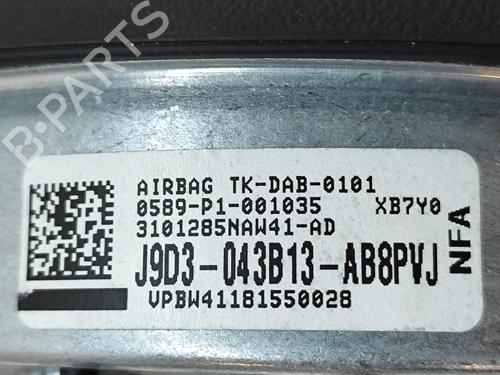 B-PARTS
AIRBAG TK-DAB-0101
0589-P1-001035 XB7Y0
3101285NAW41-AD
J9D3-043B13-AB8PVJ
VPBW41181550028
NFA